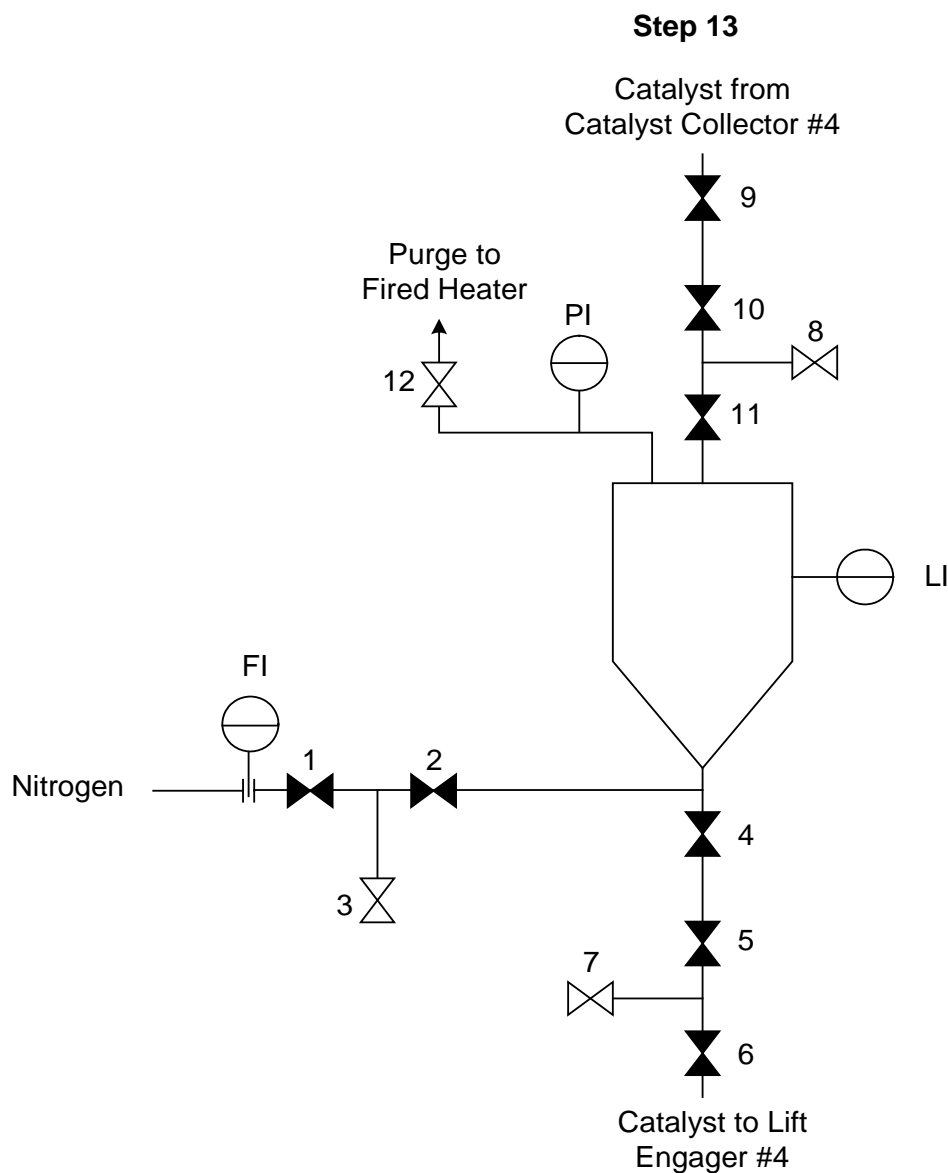 Step 13
Catalyst from
Catalyst Collector #4
9
Purge to
Fired Heater
PI
10
8
12
11
LI
FI
Nitrogen
1
2
4
3
5
7
6
Catalyst to Lift
Engager #4